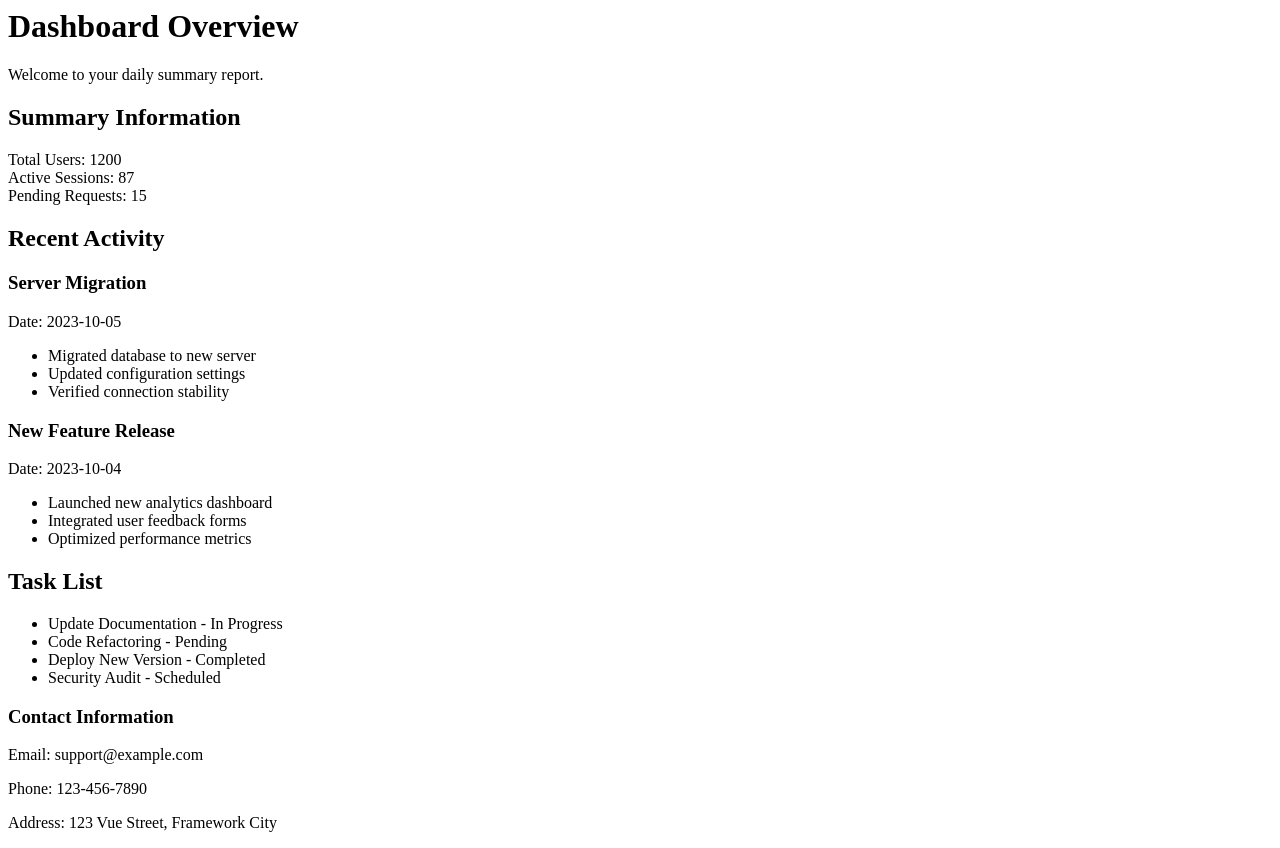 Dashboard Overview
Welcome to your daily summary report.
Summary Information
Total Users: 1200
Active Sessions: 87
Pending Requests: 15
Recent Activity
Server Migration
Date: 2023-10-05
Migrated database to new server
Updated configuration settings
Verified connection stability
New Feature Release
Date: 2023-10-04
Launched new analytics dashboard
Integrated user feedback forms
Optimized performance metrics
Task List
Update Documentation - In Progress
Code Refactoring - Pending
Deploy New Version - Completed
Security Audit - Scheduled
Contact Information
Email: support@example.com
Phone: 123-456-7890
Address: 123 Vue Street, Framework City